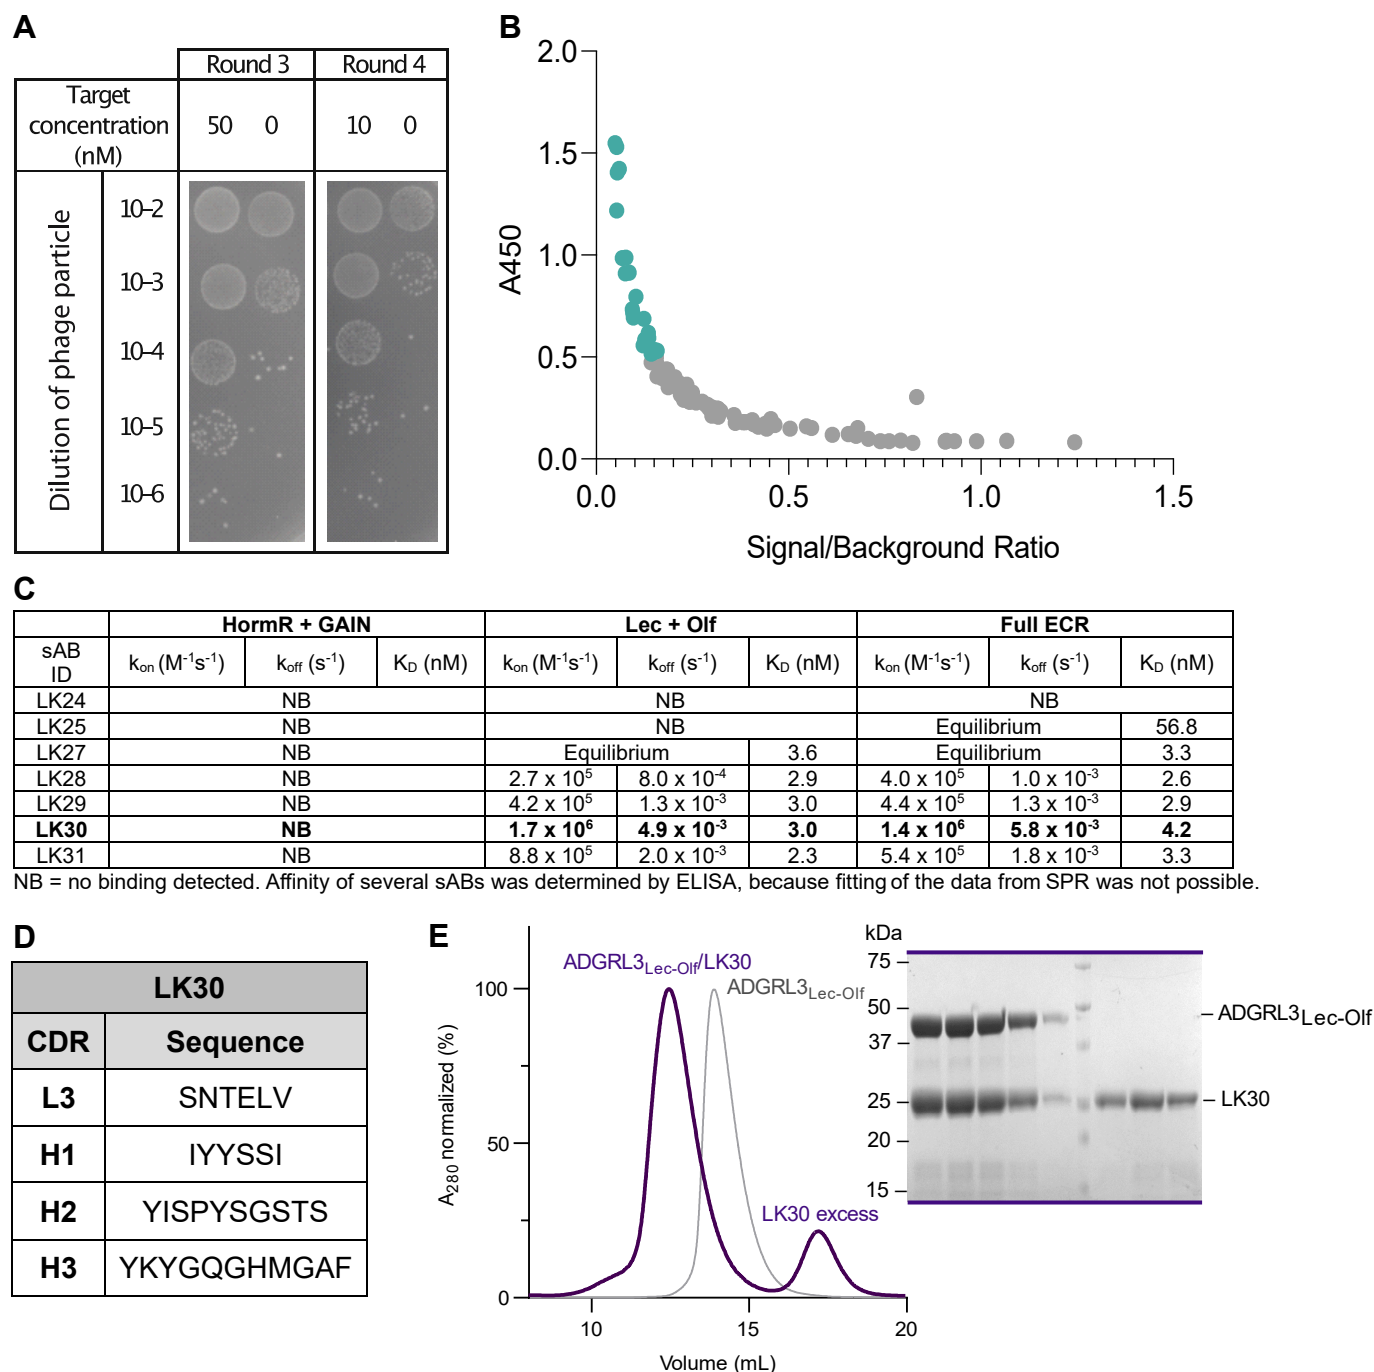 A
Round 3 Round 4
Target concentration (nM) 50 0 10 0
Dilution of phage particle
10–2
10–3
10–4
10–5
10–6
B
2.0
1.5
1.0
0.5
0.0
A450
0.0 0.5 1.0 1.5
Signal/Background Ratio
C
HormR + GAIN Lec + Olf Full ECR
sAB ID kon (M-1s-1) koff (s-1) KD (nM) kon (M-1s-1) koff (s-1) KD (nM) kon (M-1s-1) koff (s-1) KD (nM)
LK24 NB NB NB
LK25 NB NB Equilibrium 56.8
LK27 NB Equilibrium 3.6 Equilibrium 3.3
LK28 NB 2.7 x 10⁵ 8.0 x 10⁻⁴ 2.9 4.0 x 10⁵ 1.0 x 10⁻³ 2.6
LK29 NB 4.2 x 10⁵ 1.3 x 10⁻³ 3.0 4.4 x 10⁵ 1.3 x 10⁻³ 2.9
LK30 NB 1.7 x 10⁶ 4.9 x 10⁻³ 3.0 1.4 x 10⁶ 5.8 x 10⁻³ 4.2
LK31 NB 8.8 x 10⁵ 2.0 x 10⁻³ 2.3 5.4 x 10⁵ 1.8 x 10⁻³ 3.3
NB = no binding detected. Affinity of several sABs was determined by ELISA, because fitting of the data from SPR was not possible.
D
LK30
CDR Sequence
L3 SNTELV
H1 IYYSSI
H2 YISPYSGSTS
H3 YKYGQGHMGAF
E
ADGRL3Lec-Olf/LK30
ADGRL3Lec-Olf
LK30 excess
100
50
0
A280 normalized (%)
10 15 20
Volume (mL)
kDa
75
50
37
25
20
15
ADGRL3Lec-Olf
LK30